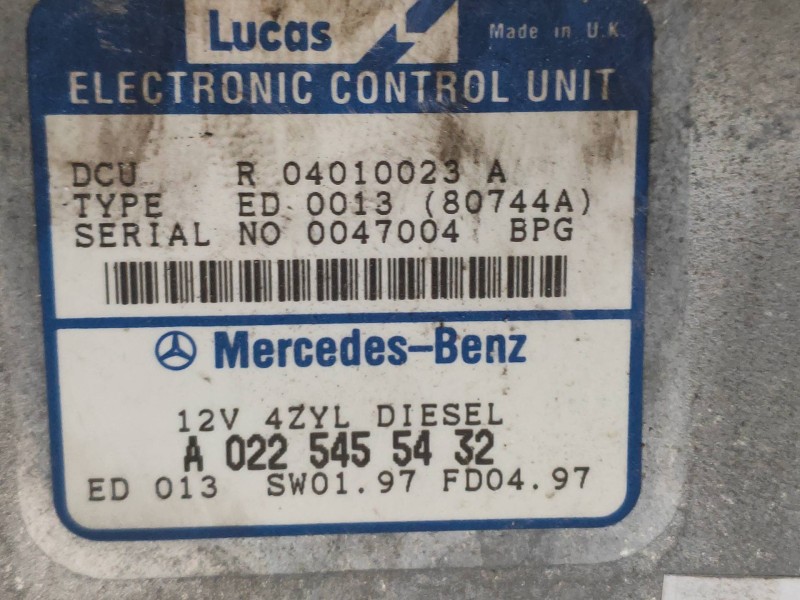 Lucas
Made in U.K.
ELECTRONIC CONTROL UNIT
DCU R 04010023 A
TYPE ED 0013 (80744A)
SERIAL NO 0047004 BPG
Mercedes-Benz
12V 4ZYL DIESEL
A 022 545 54 32
ED 013 SW01.97 FD04.97